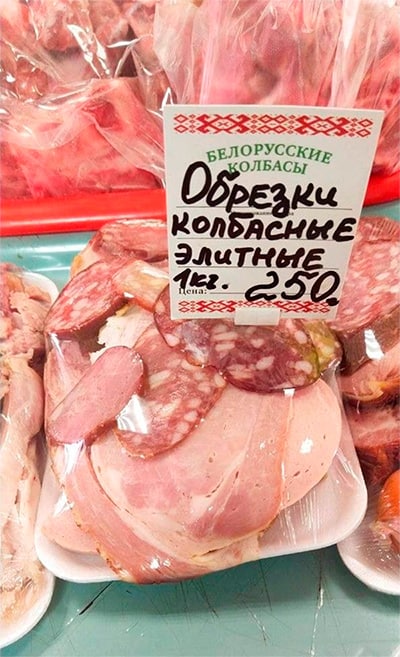 БЕЛОРУССКИЕ
КОЛБАСЫ
Обрезки
колбасные
элитные
1кг. Цена: 250.